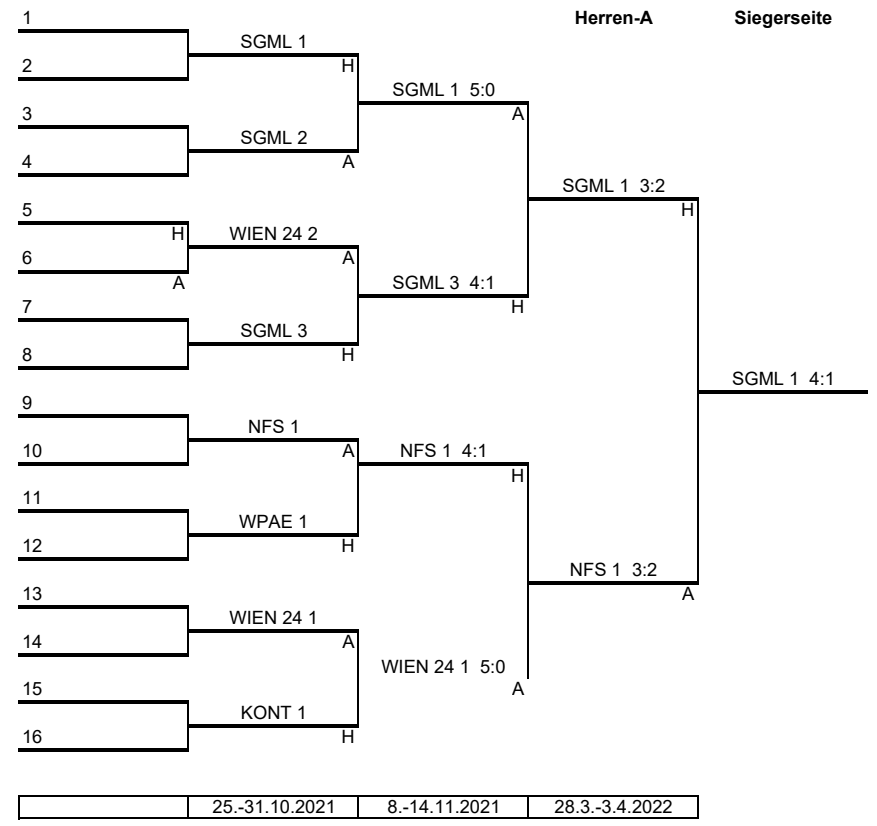 1 Herren-A Siegerseite
SGML 1
2 H
SGML 1 5:0
3 A
SGML 2
4 A
SGML 1 3:2
5 H
H WIEN 24 2
6 A
A SGML 3 4:1
7 H
SGML 3
8 H
SGML 1 4:1
9
NFS 1
10 A NFS 1 4:1
H
11
WPAE 1
12 H
NFS 1 3:2
13 A
WIEN 24 1
14 A
WIEN 24 1 5:0
15 A
KONT 1
16 H
25.-31.10.2021 8.-14.11.2021 28.3.-3.4.2022